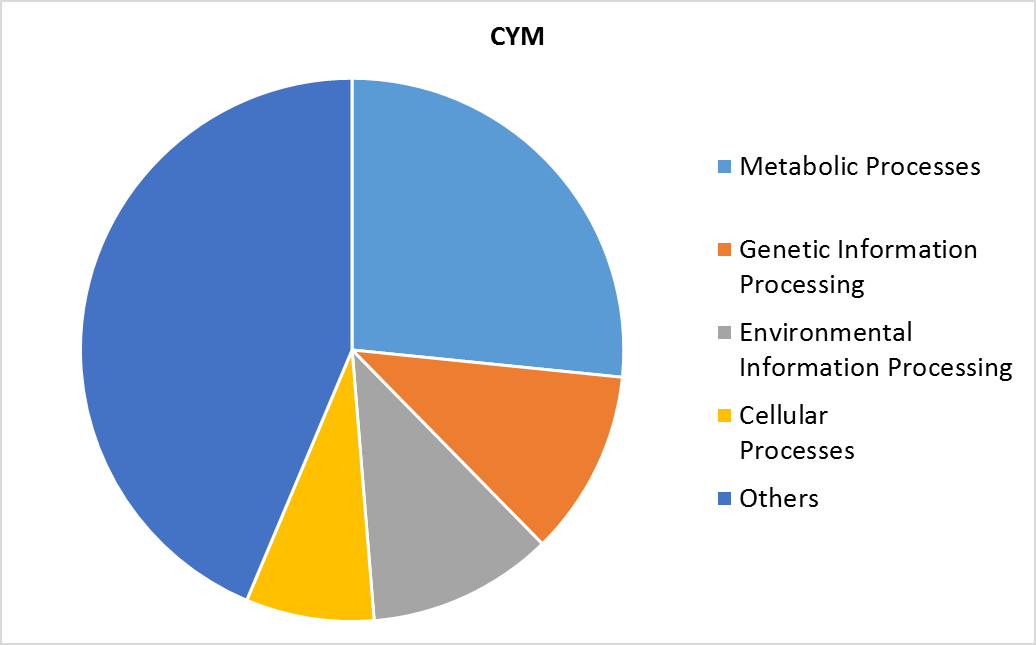 CYM
Metabolic Processes
Genetic Information
Processing
Environmental
Information Processing
Cellular
Processes
Others